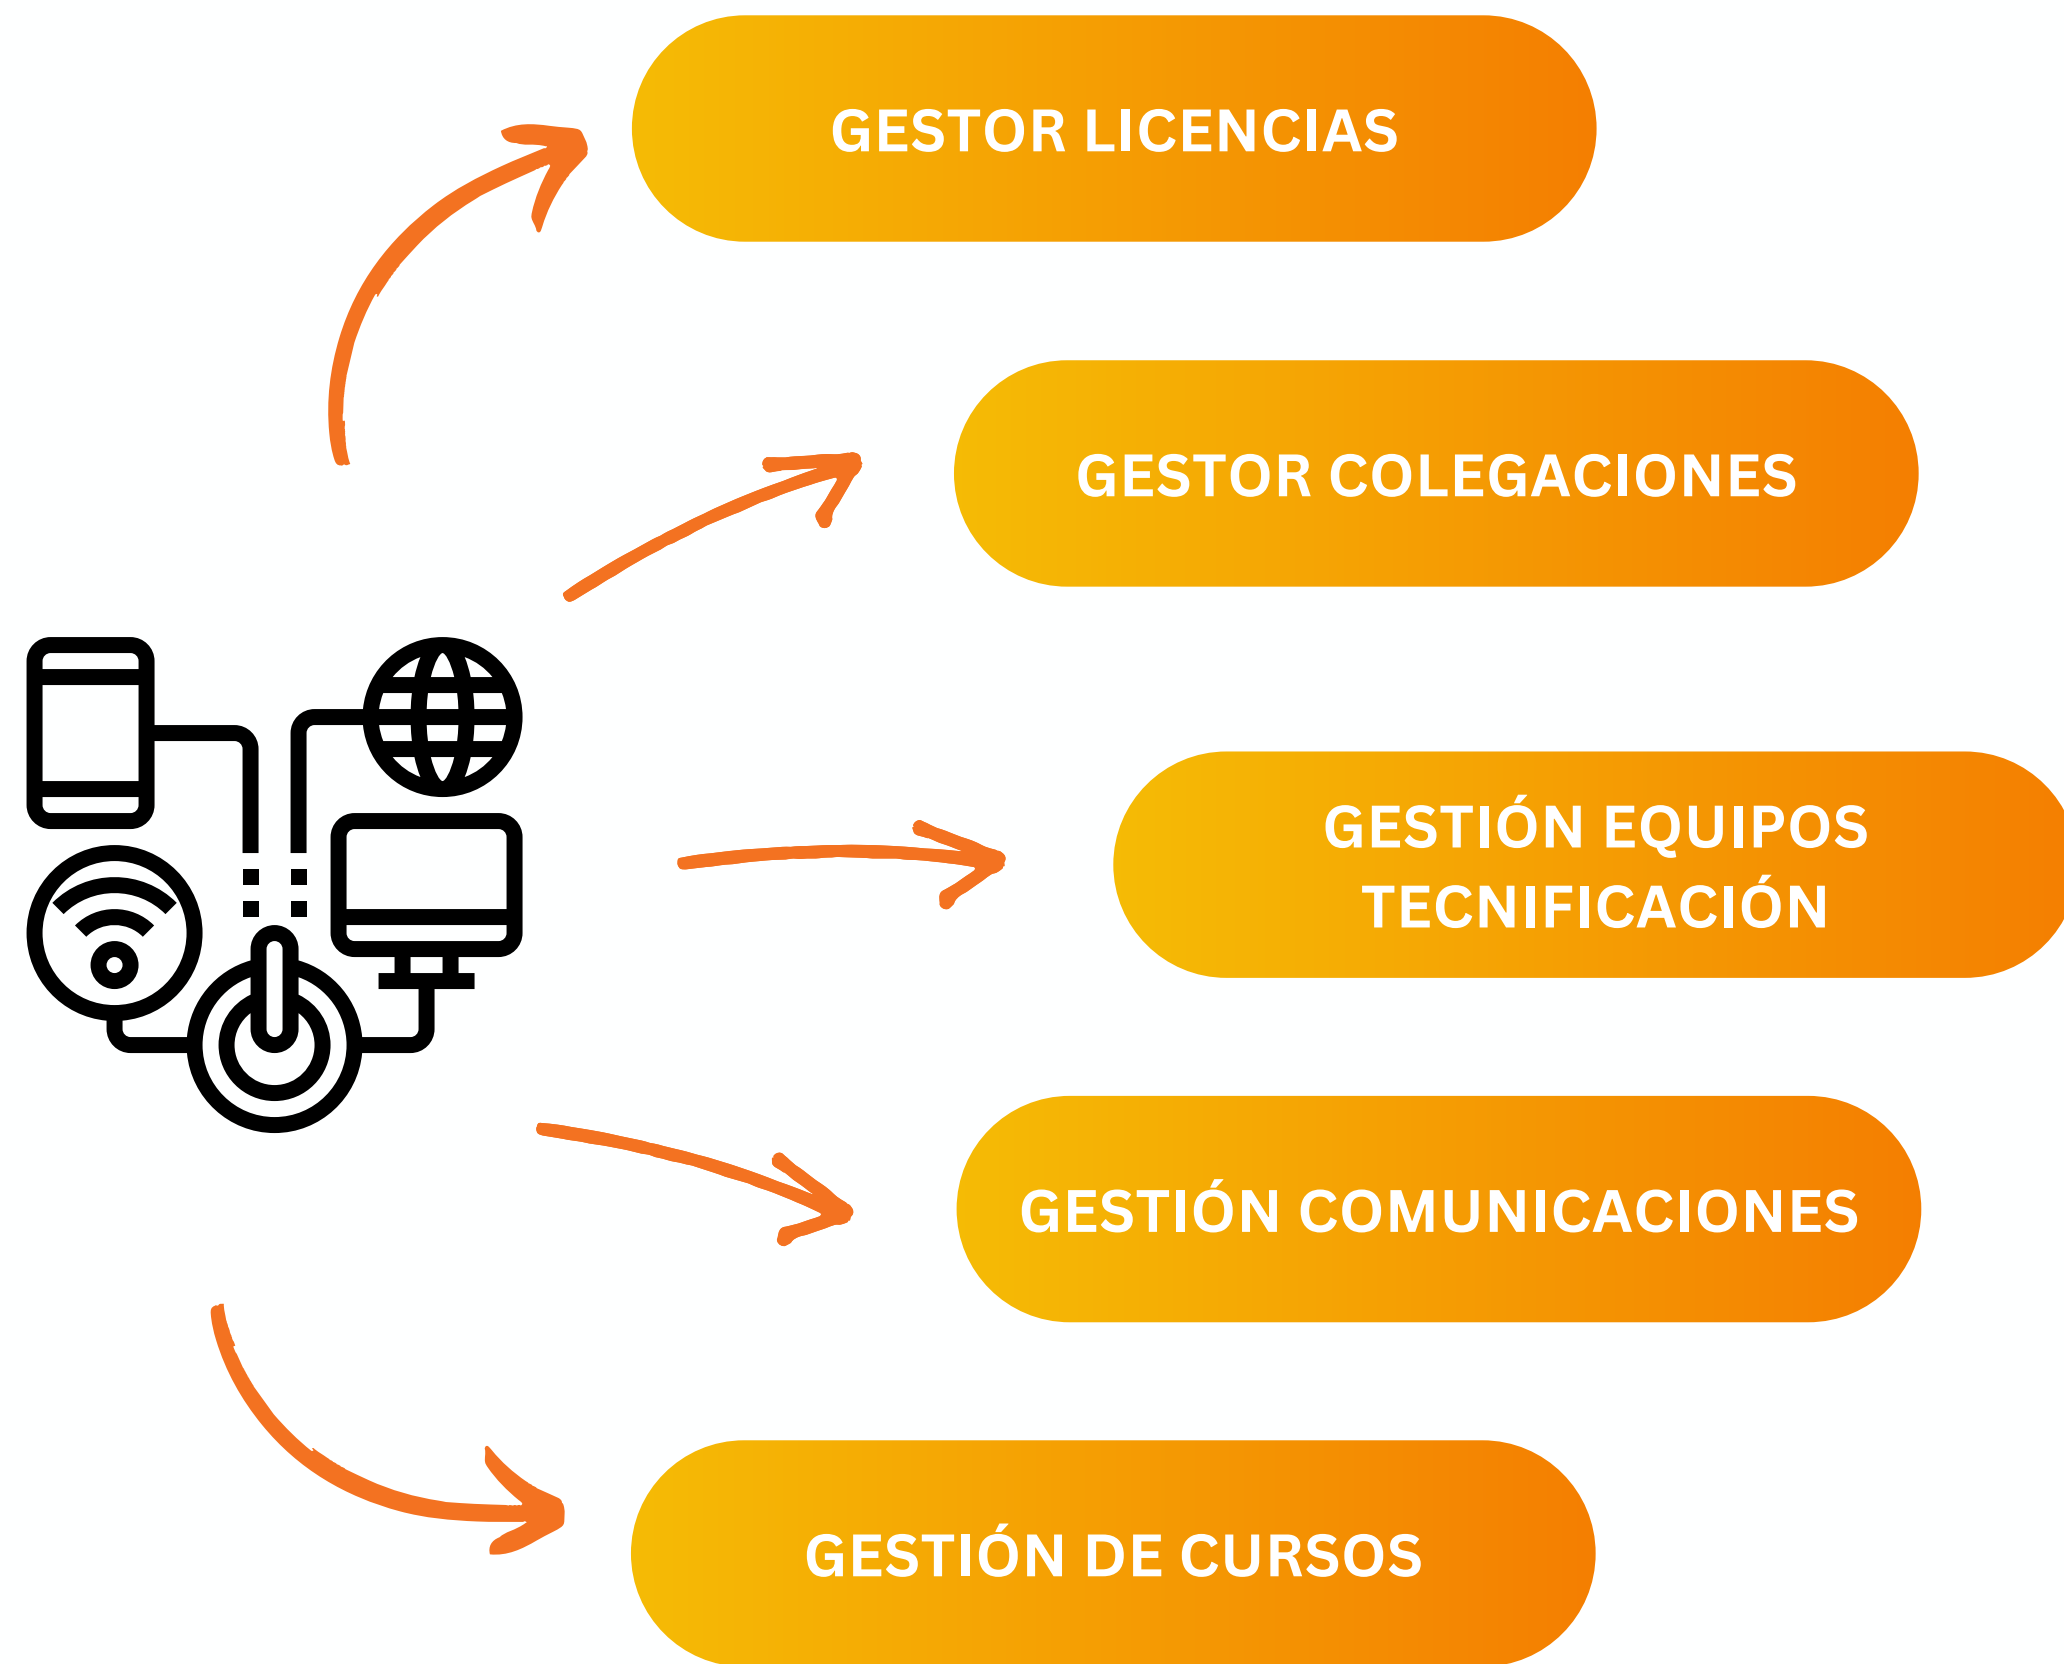 GESTOR LICENCIAS
GESTOR COLEGACIONES
GESTIÓN EQUIPOS
TECNIFICACIÓN
GESTIÓN COMUNICACIONES
GESTIÓN DE CURSOS